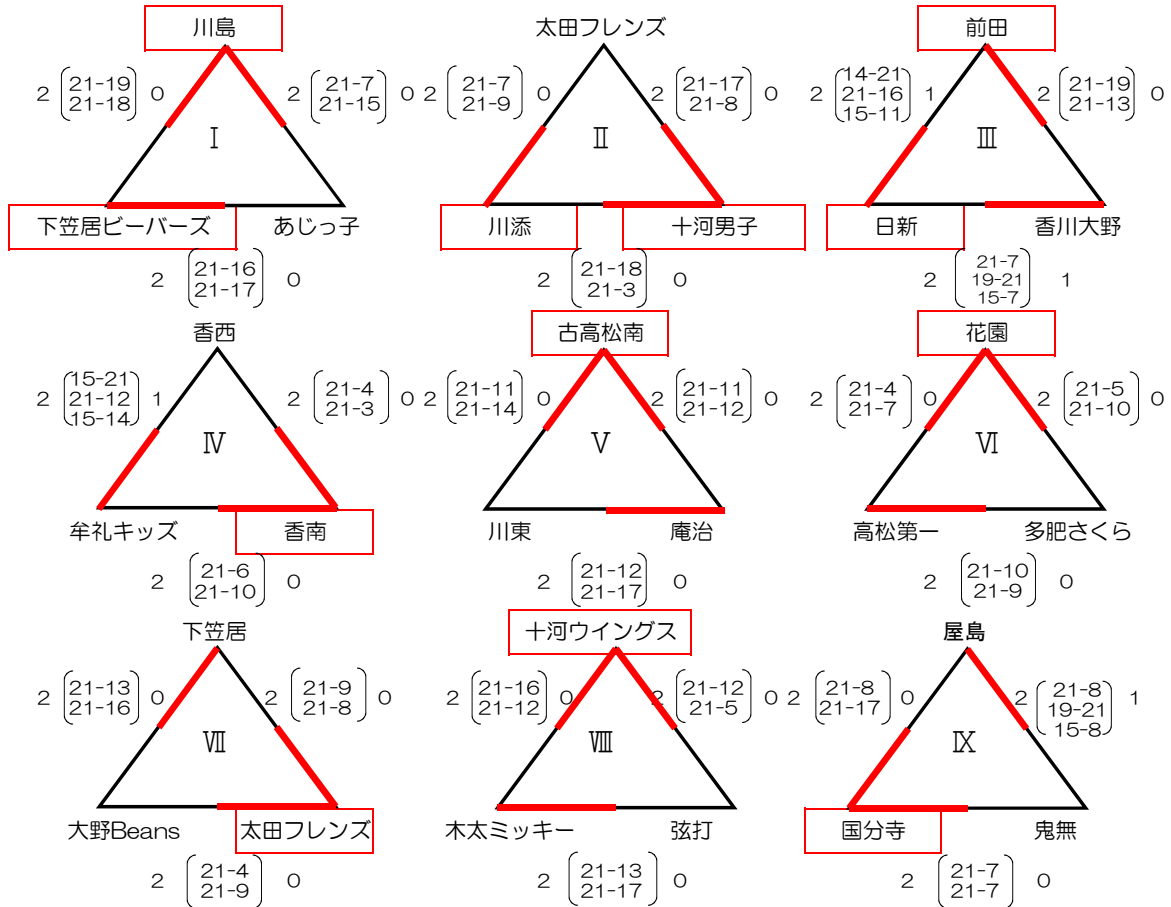 川島
太田フレンズ
前田
2 21-19 0
21-18
2 21-7 0
21-15
2 21-7 0
21-9
2 21-17 0
21-8
2 14-21 1
21-16
15-11
2 21-19 0
21-13
Ⅰ
Ⅱ
Ⅲ
下笠居ビーバーズ
あじっ子
川添
十河男子
日新
香川大野
2 21-16 0
21-17
2 21-18 0
21-3
2 21-7 1
19-21
15-7
香西
古高松南
花園
2 15-21 1
21-12
15-14
2 21-4 0
21-3
2 21-11 0
21-14
2 21-11 0
21-12
2 21-4 0
21-7
2 21-5 0
21-10
Ⅳ
Ⅴ
Ⅵ
牟礼キッズ
香南
川東
庵治
高松第一
多肥さくら
2 21-6 0
21-10
2 21-12 0
21-17
2 21-10 0
21-9
下笠居
十河ウイングス
屋島
2 21-13 0
21-16
2 21-9 0
21-8
2 21-16 0
21-12
2 21-12 0
21-5
2 21-8 0
21-17
2 21-8 1
19-21
15-8
Ⅶ
Ⅷ
Ⅸ
大野Beans
太田フレンズ
木太ミッキー
弦打
国分寺
鬼無
2 21-4 0
21-9
2 21-13 0
21-17
2 21-7 0
21-7